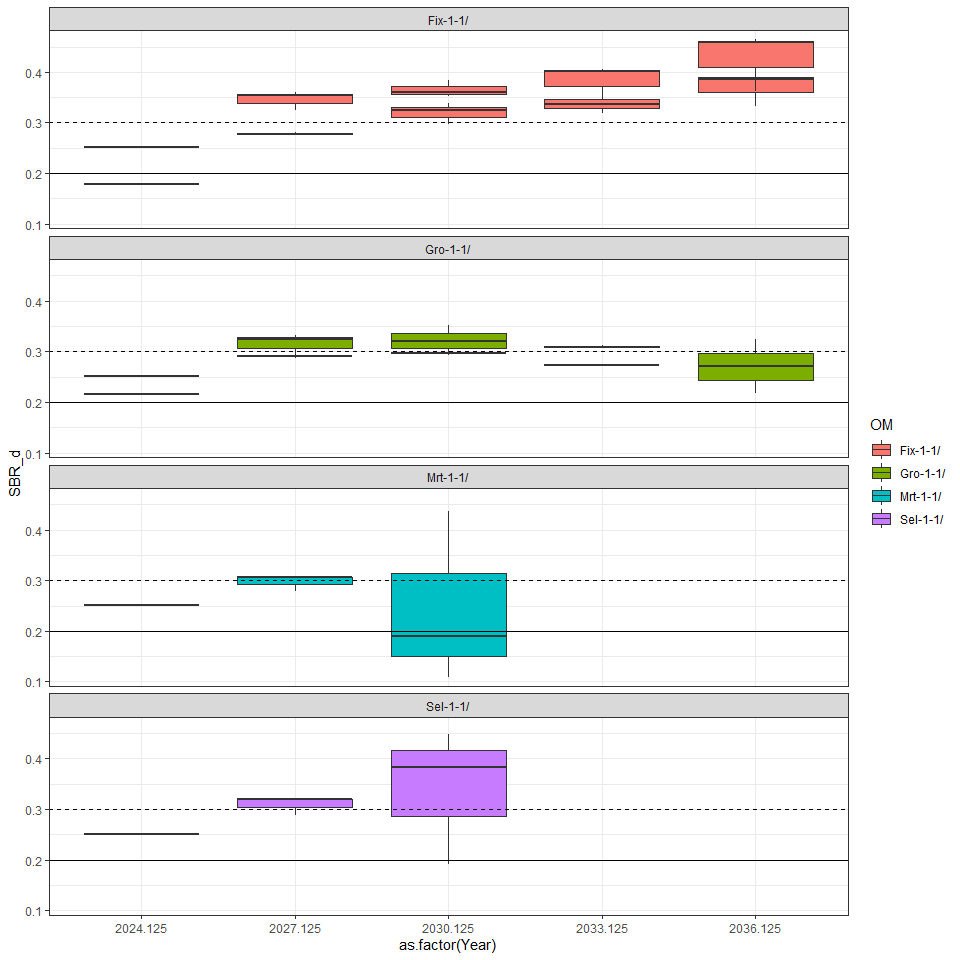 Fix-1-1/
0.4
0.3
0.2
0.1
Gro-1-1/
0.4
0.3
0.2
0.1
Mrt-1-1/
0.4
0.3
0.2
0.1
Sel-1-1/
0.4
0.3
0.2
0.1
SBR_d
2024.125 2027.125 2030.125 2033.125 2036.125
as.factor(Year)
OM
Fix-1-1/
Gro-1-1/
Mrt-1-1/
Sel-1-1/